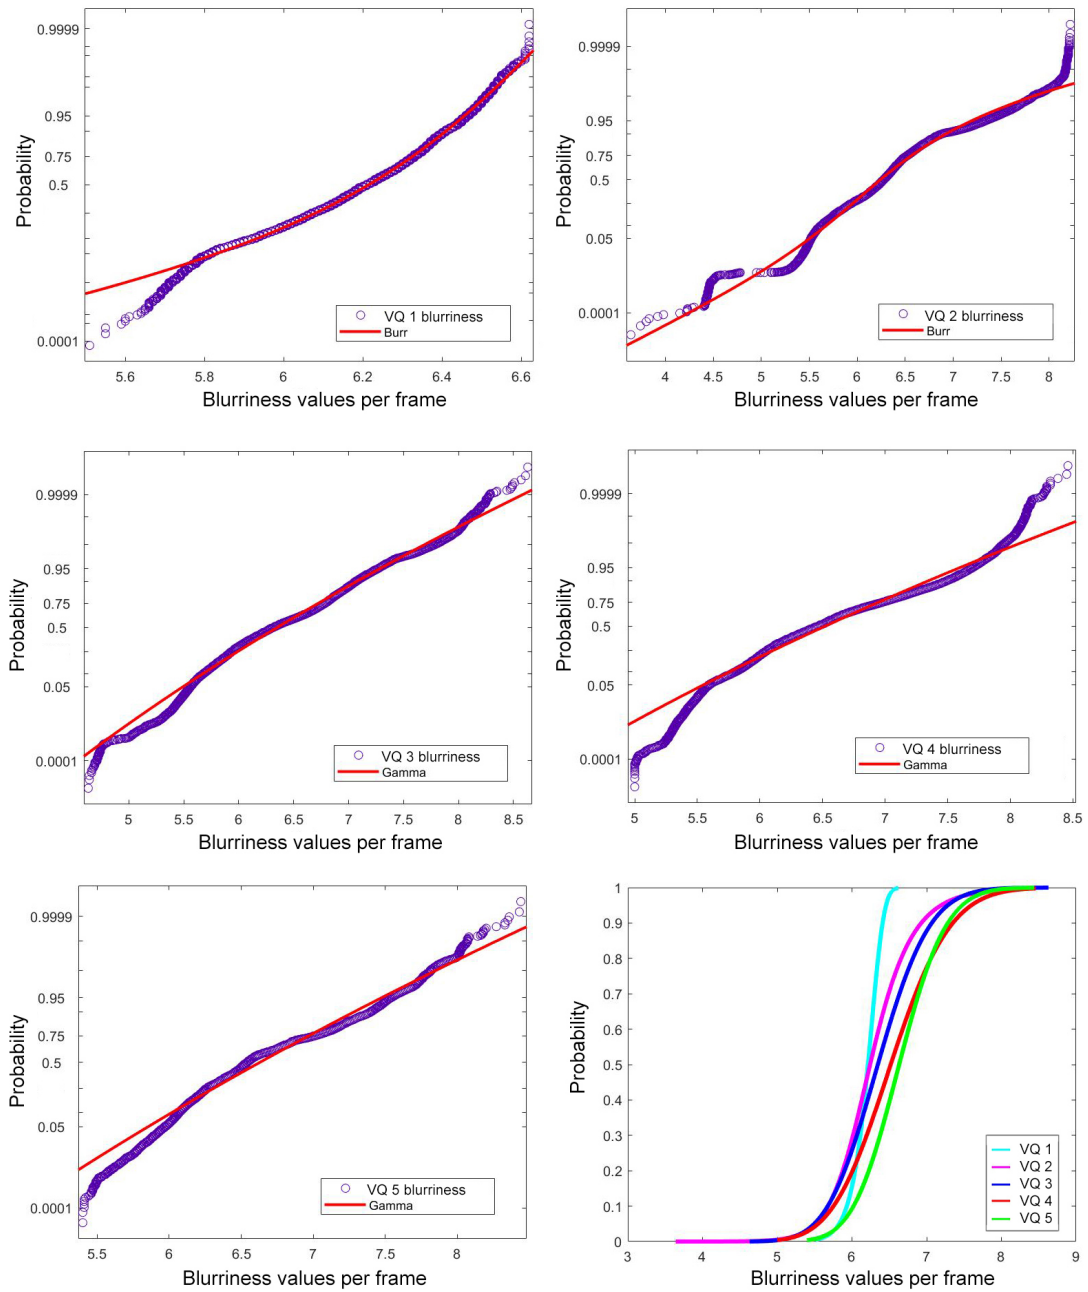 0.9999
0.95
0.75
0.5
0.0001
Probability
VQ 1 blurriness
Burr
5.6 5.8 6 6.2 6.4 6.6
Blurriness values per frame
0.9999
0.95
0.75
0.5
0.05
0.0001
Probability
VQ 2 blurriness
Burr
4 4.5 5 5.5 6 6.5 7 7.5 8
Blurriness values per frame
0.9999
0.95
0.75
0.5
0.05
0.0001
Probability
VQ 3 blurriness
Gamma
5 5.5 6 6.5 7 7.5 8 8.5
Blurriness values per frame
0.9999
0.95
0.75
0.5
0.05
0.0001
Probability
VQ 4 blurriness
Gamma
5 5.5 6 6.5 7 7.5 8 8.5
Blurriness values per frame
0.9999
0.95
0.75
0.5
0.05
0.0001
Probability
VQ 5 blurriness
Gamma
5.5 6 6.5 7 7.5 8
Blurriness values per frame
1
0.9
0.8
0.7
0.6
0.5
0.4
0.3
0.2
0.1
0
Probability
VQ 1
VQ 2
VQ 3
VQ 4
VQ 5
3 4 5 6 7 8 9
Blurriness values per frame